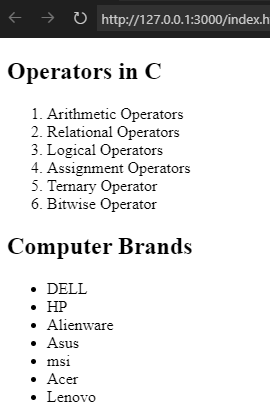 http://127.0.0.1:3000/index.h
Operators in C
1. Arithmetic Operators
2. Relational Operators
3. Logical Operators
4. Assignment Operators
5. Ternary Operator
6. Bitwise Operator
Computer Brands
• DELL
• HP
• Alienware
• Asus
• msi
• Acer
• Lenovo